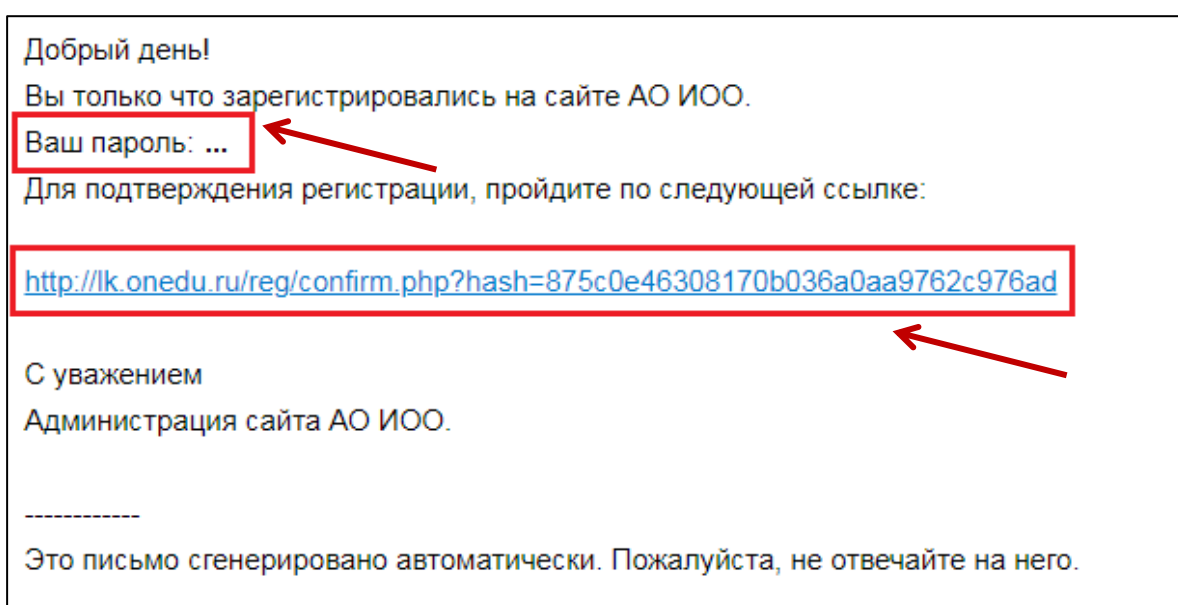 Добрый день!
Вы только что зарегистрировались на сайте АО ИОО.
Ваш пароль: ...
Для подтверждения регистрации, пройдите по следующей ссылке:
http://lk.onedu.ru/reg/confirm.php?hash=875c0e46308170b036a0aa9762c976ad
С уважением
Администрация сайта АО ИОО.
------------
Это письмо сгенерировано автоматически. Пожалуйста, не отвечайте на него.